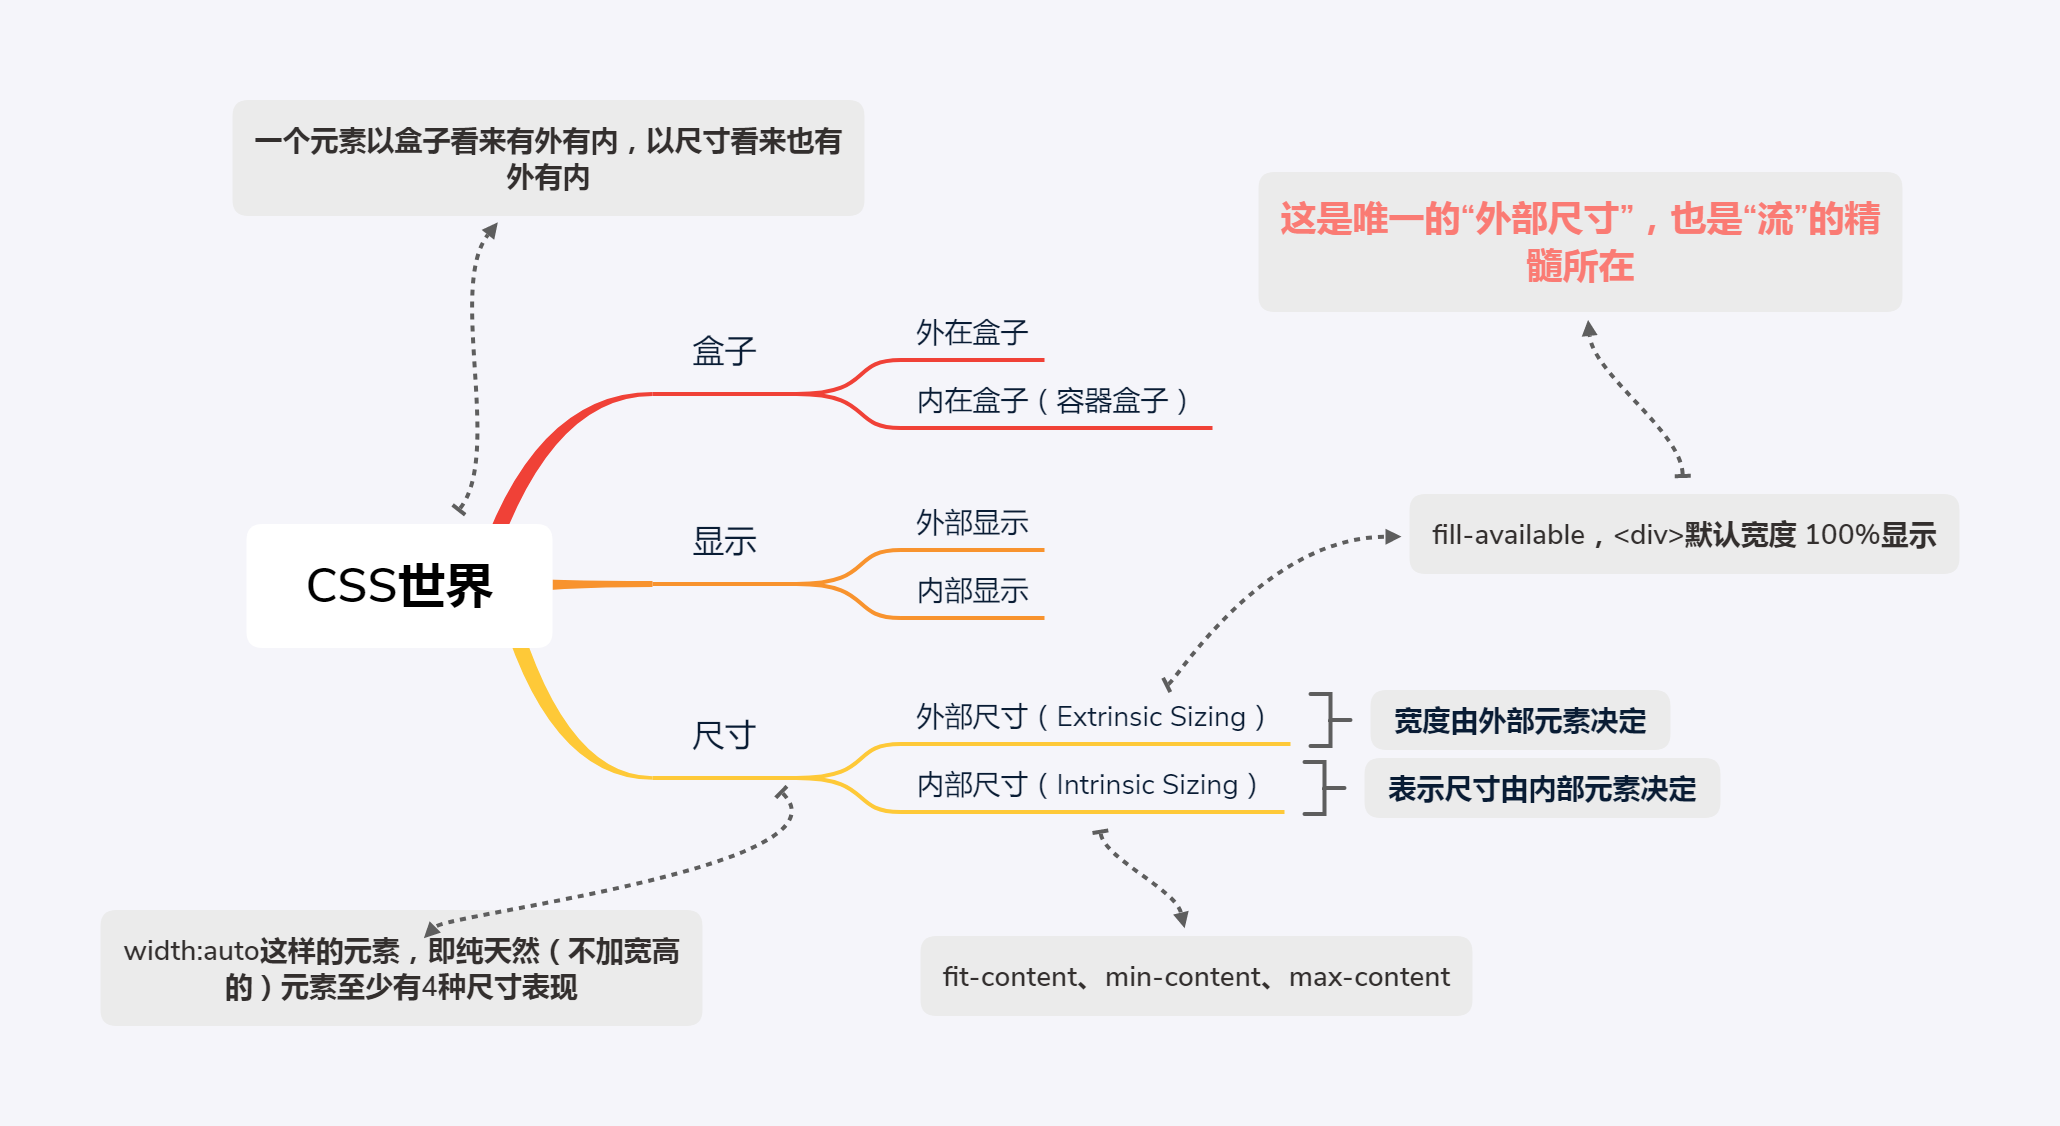 一个元素以盒子看来有外有内，以尺寸看来也有
外有内
这是唯一的“外部尺寸”，也是“流”的精
髓所在
盒子
外在盒子
内在盒子（容器盒子）
CSS世界
显示
外部显示
内部显示
fill-available，<div>默认宽度 100%显示
尺寸
外部尺寸（Extrinsic Sizing）
宽度由外部元素决定
内部尺寸（Intrinsic Sizing）
表示尺寸由内部元素决定
width:auto这样的元素，即纯天然（不加宽高
的）元素至少有4种尺寸表现
fit-content、min-content、max-content